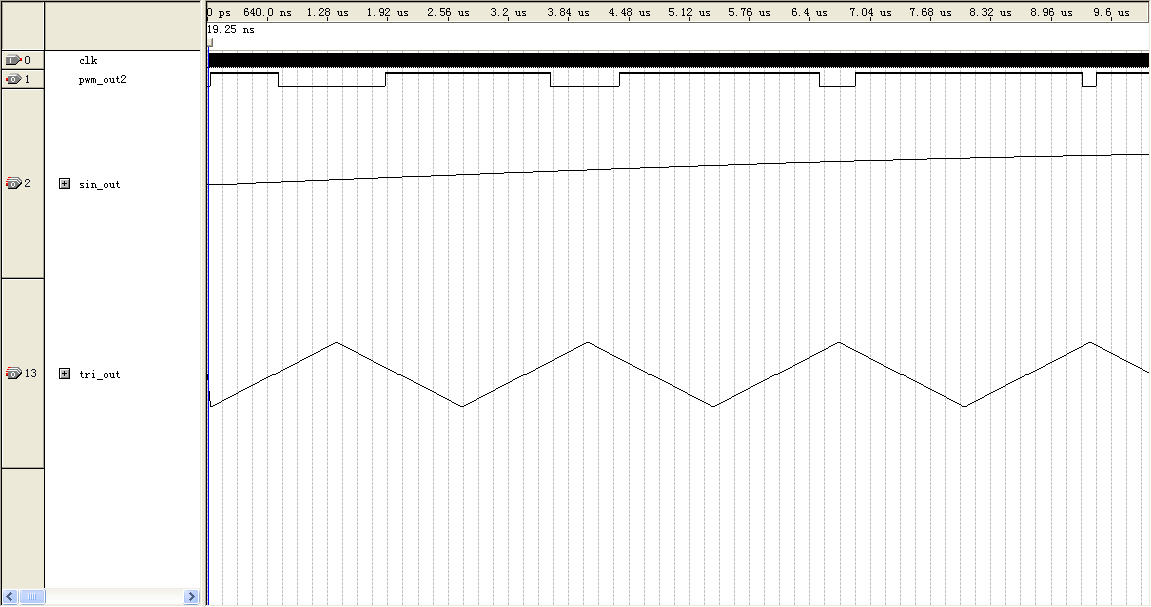 0 ps 640.0 ns 1.28 us 1.92 us 2.56 us 3.2 us 3.84 us 4.48 us 5.12 us 5.76 us 6.4 us 7.04 us 7.68 us 8.32 us 8.96 us 9.6 us
19.25 ns
0 clk
1 pwm_out2
2 sin_out
13 tri_out